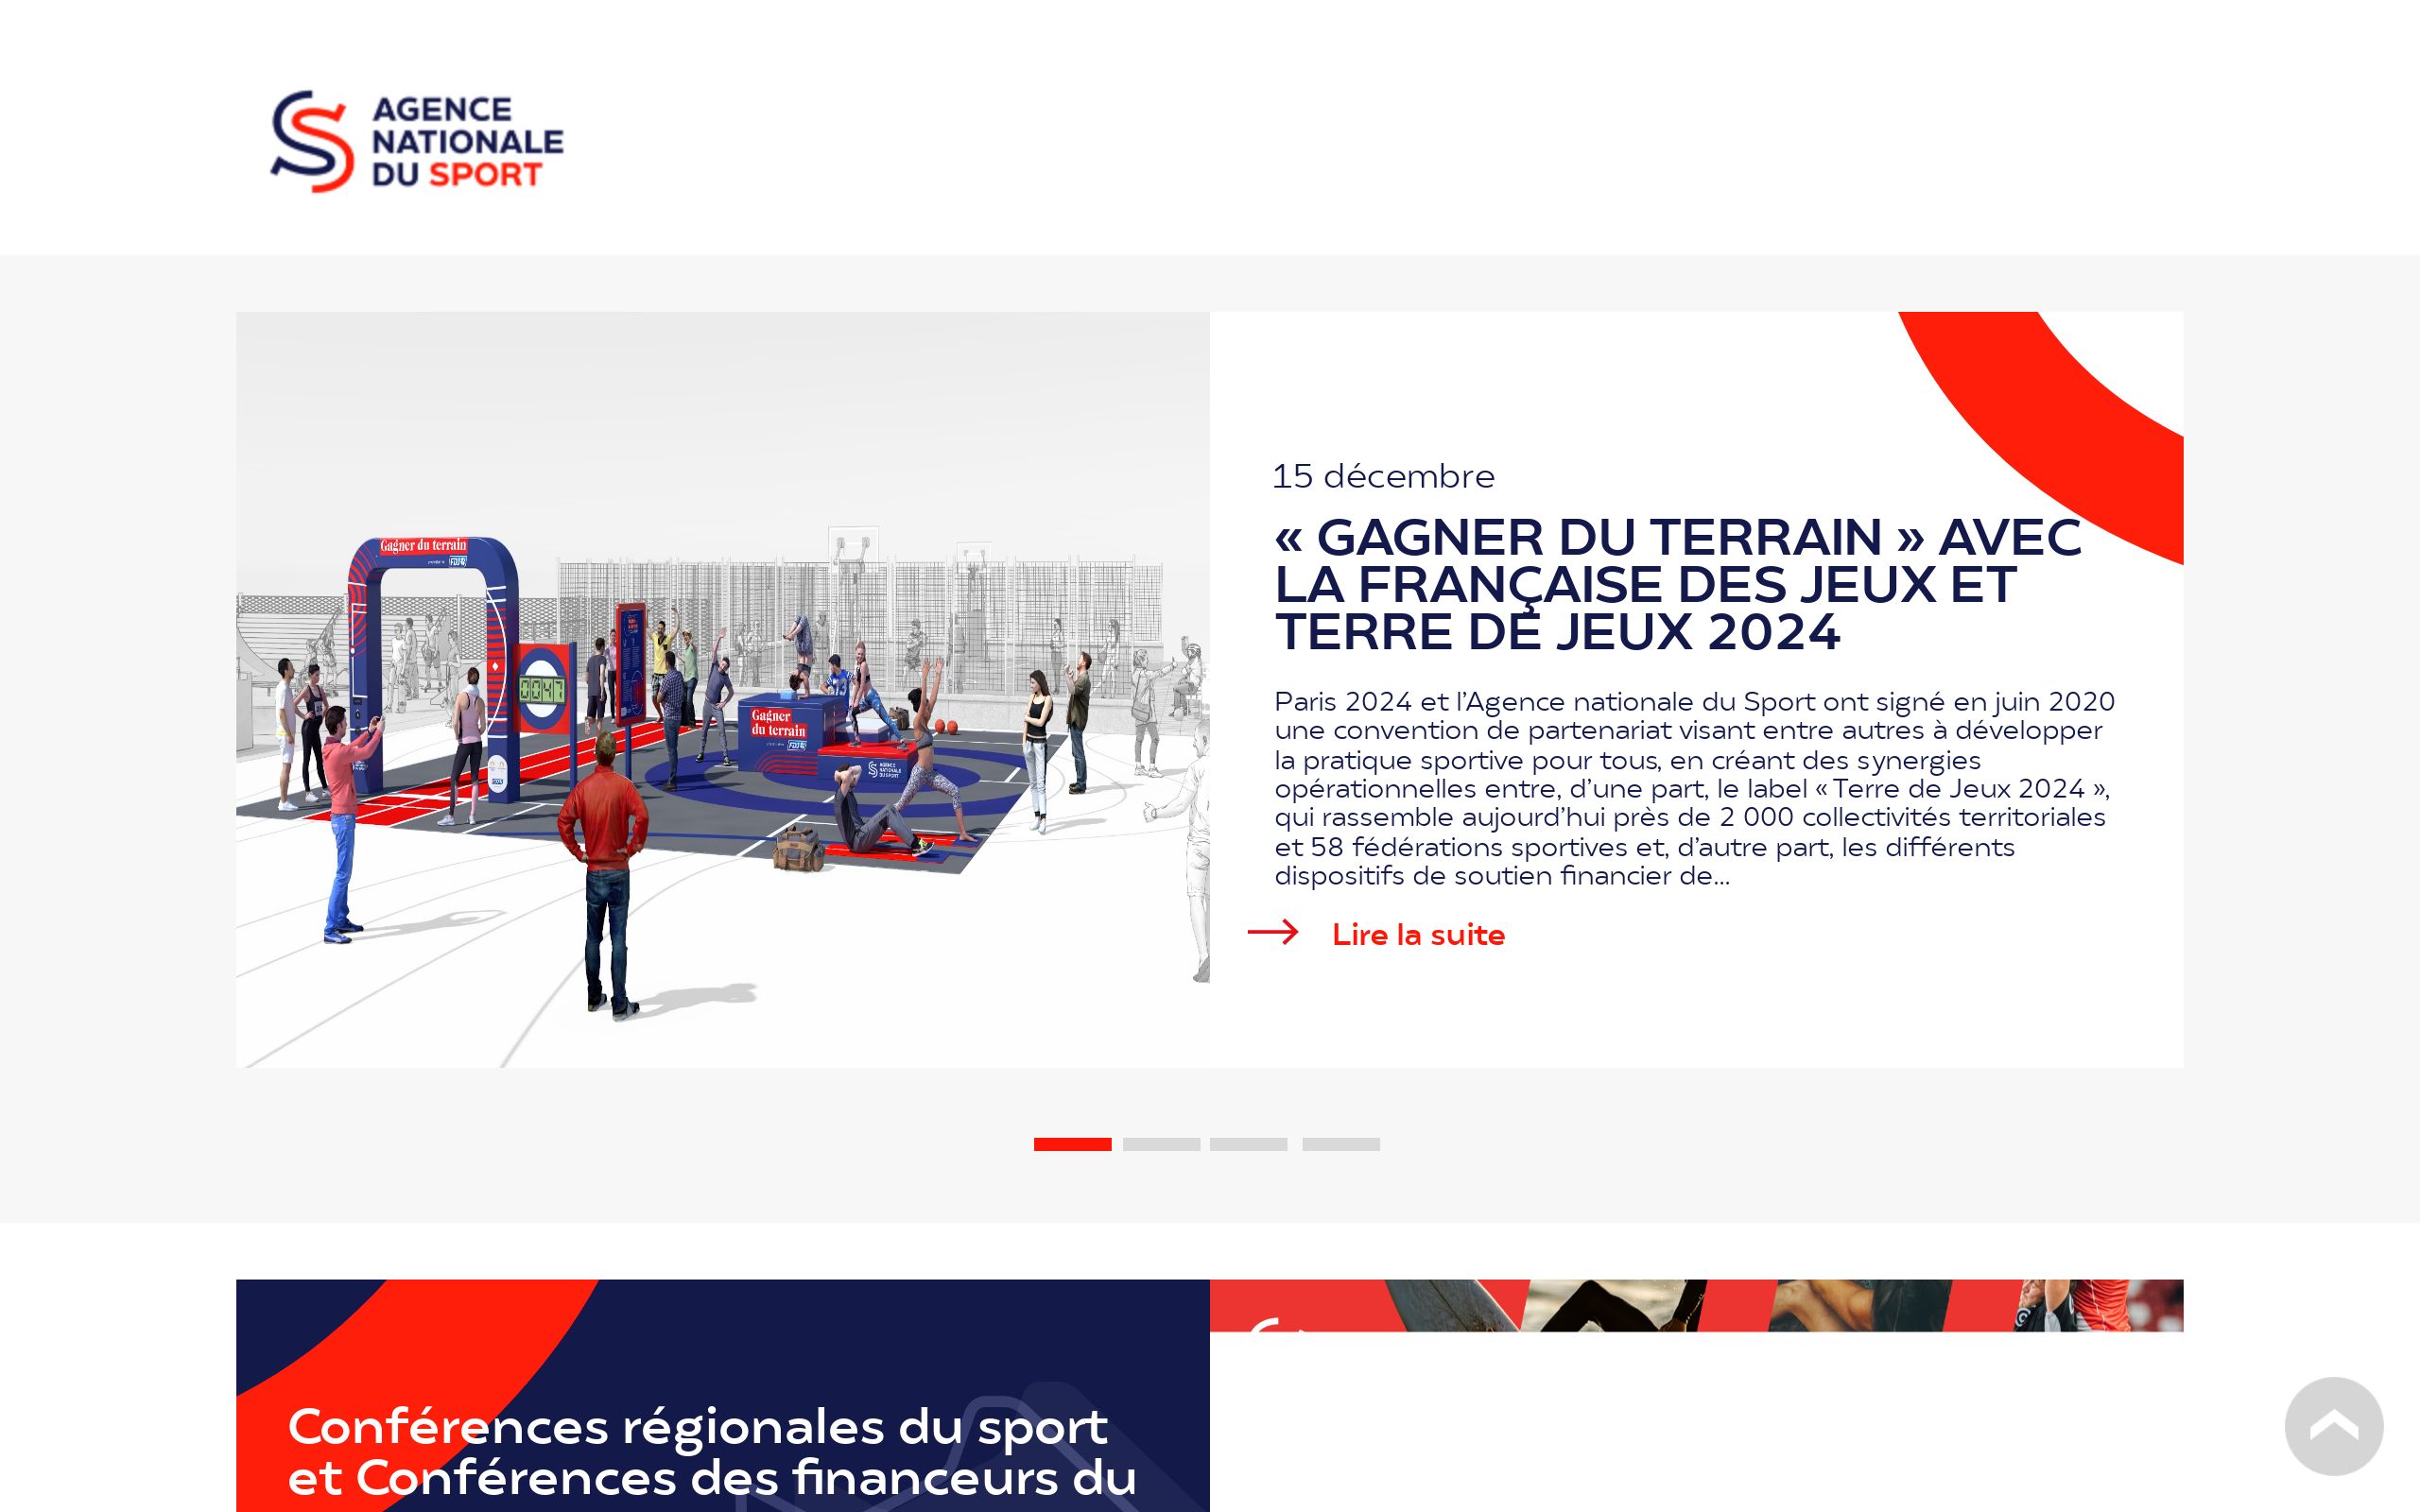 AGENCE
NATIONALE
DU SPORT
15 décembre
« GAGNER DU TERRAIN » AVEC
LA FRANÇAISE DES JEUX ET
TERRE DE JEUX 2024
Paris 2024 et l’Agence nationale du Sport ont signé en juin 2020
une convention de partenariat visant entre autres à développer
la pratique sportive pour tous, en créant des synergies
opérationnelles entre, d’une part, le label « Terre de Jeux 2024 »,
qui rassemble aujourd’hui près de 2 000 collectivités territoriales
et 58 fédérations sportives et, d’autre part, les différents
dispositifs de soutien financier de...
Lire la suite
Gagner du terrain
FDJ
0047
Gagner
du terrain
FDJ
AGENCE
NATIONALE
DU SPORT
Conférences régionales du sport
et Conférences des financeurs du